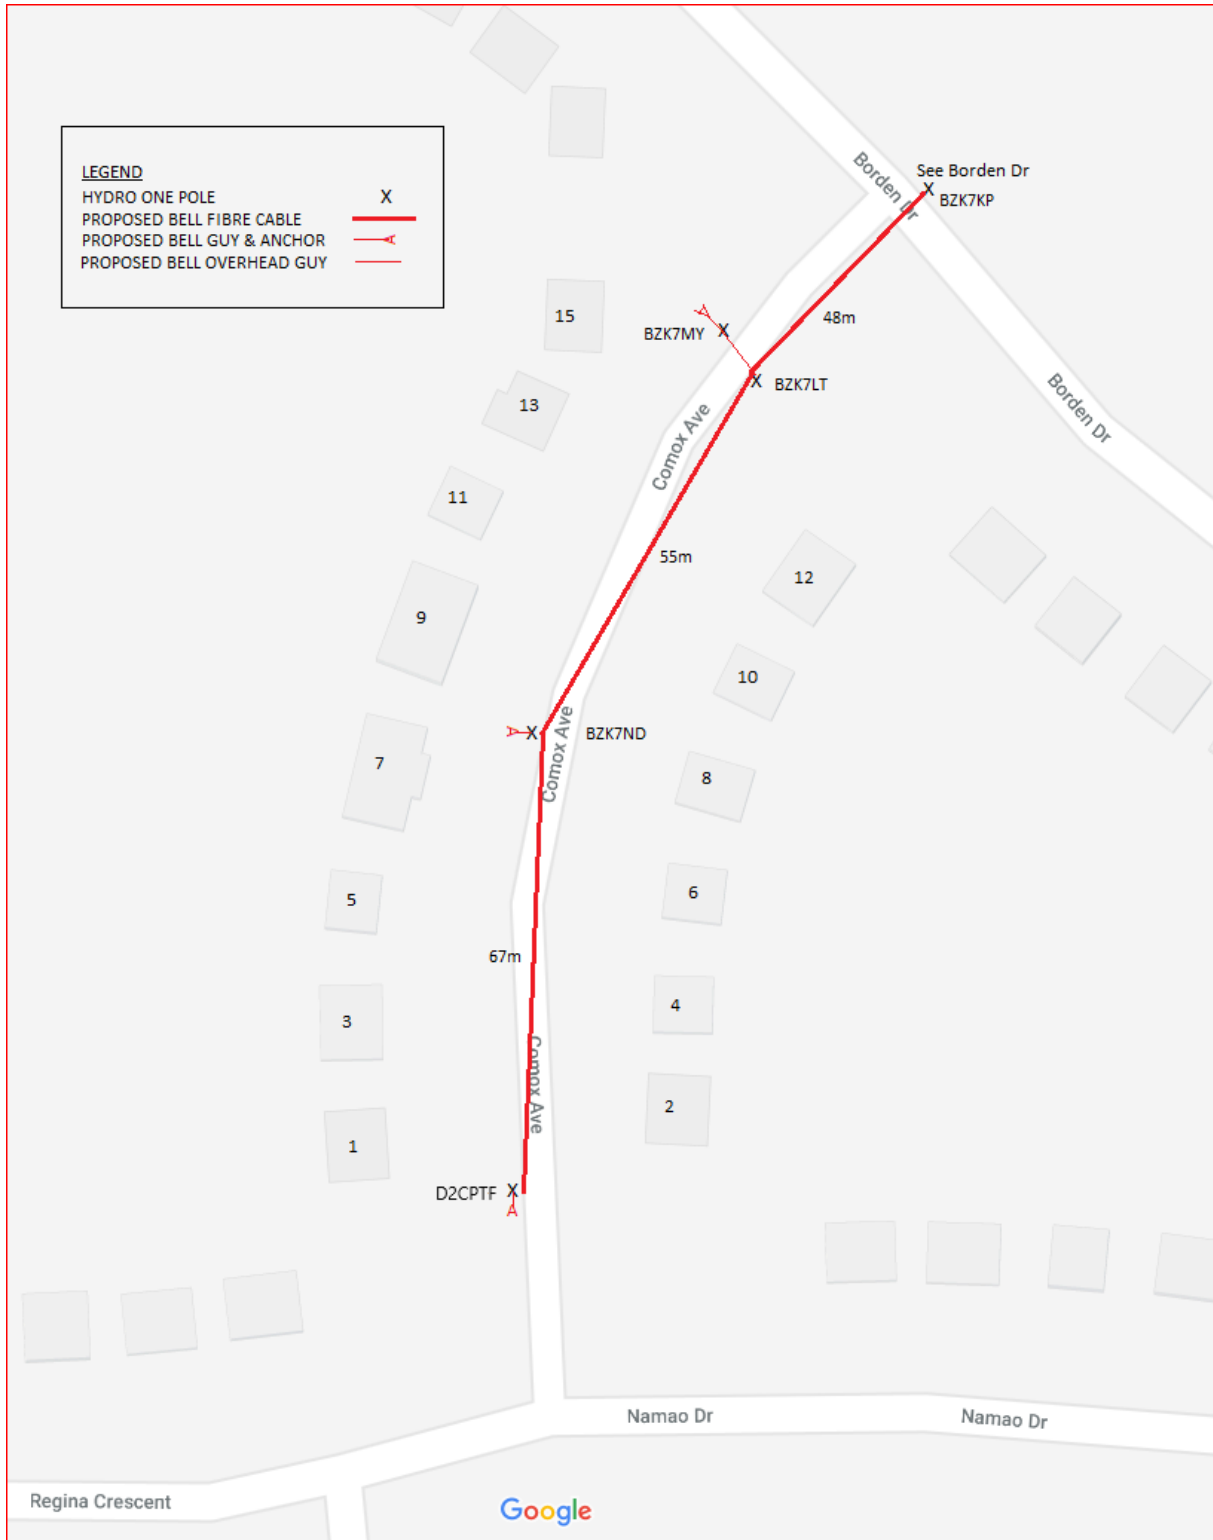 Borden Dr
See Borden Dr
X
BZK7KP
LEGEND
HYDRO ONE POLE X
PROPOSED BELL FIBRE CABLE
PROPOSED BELL GUY & ANCHOR A
PROPOSED BELL OVERHEAD GUY
15
A
BZK7MY X
48m
X BZK7LT
13
Comox Ave
Borden Dr
11
55m
12
9
10
A X BZK7ND
Comox Ave
7
8
5
6
67m
3
4
Comox Ave
2
1
D2CPTF X
A
Namao Dr
Namao Dr
Regina Crescent
Google